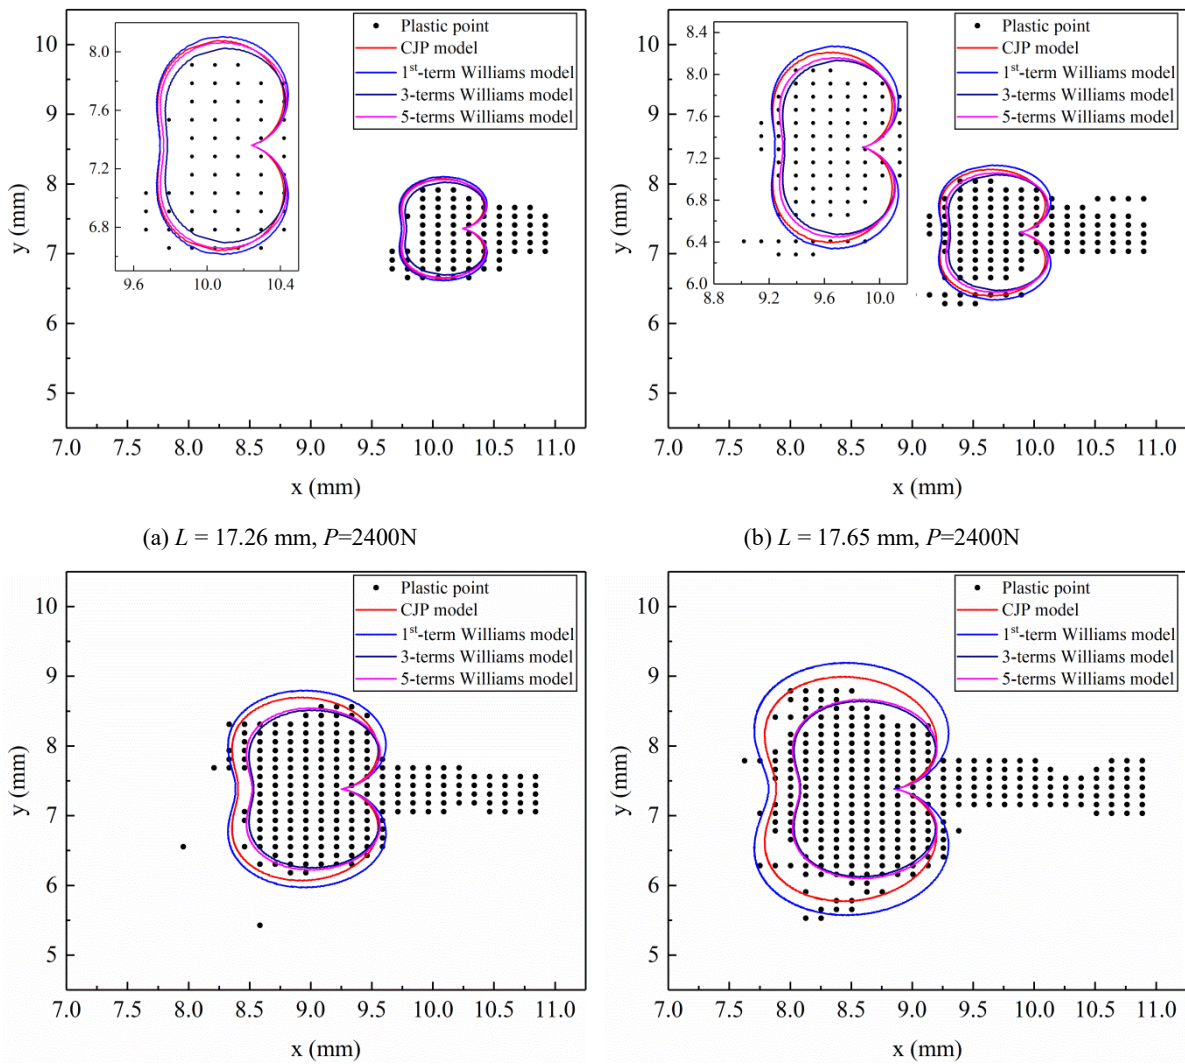 10
9
8
7
6
5
y (mm)
7.0 7.5 8.0 8.5 9.0 9.5 10.0 10.5 11.0
x (mm)
8.0
7.6
7.2
6.8
9.6 10.0 10.4
Plastic point
CJP model
1st-term Williams model
3-terms Williams model
5-terms Williams model
(a) L = 17.26 mm, P=2400N
10
9
8
7
6
5
y (mm)
7.0 7.5 8.0 8.5 9.0 9.5 10.0 10.5 11.0
x (mm)
8.4
8.0
7.6
7.2
6.8
6.4
6.0
8.8 9.2 9.6 10.0
Plastic point
CJP model
1st-term Williams model
3-terms Williams model
5-terms Williams model
(b) L = 17.65 mm, P=2400N
10
9
8
7
6
5
y (mm)
7.0 7.5 8.0 8.5 9.0 9.5 10.0 10.5 11.0
x (mm)
Plastic point
CJP model
1st-term Williams model
3-terms Williams model
5-terms Williams model
10
9
8
7
6
5
y (mm)
7.0 7.5 8.0 8.5 9.0 9.5 10.0 10.5 11.0
x (mm)
Plastic point
CJP model
1st-term Williams model
3-terms Williams model
5-terms Williams model